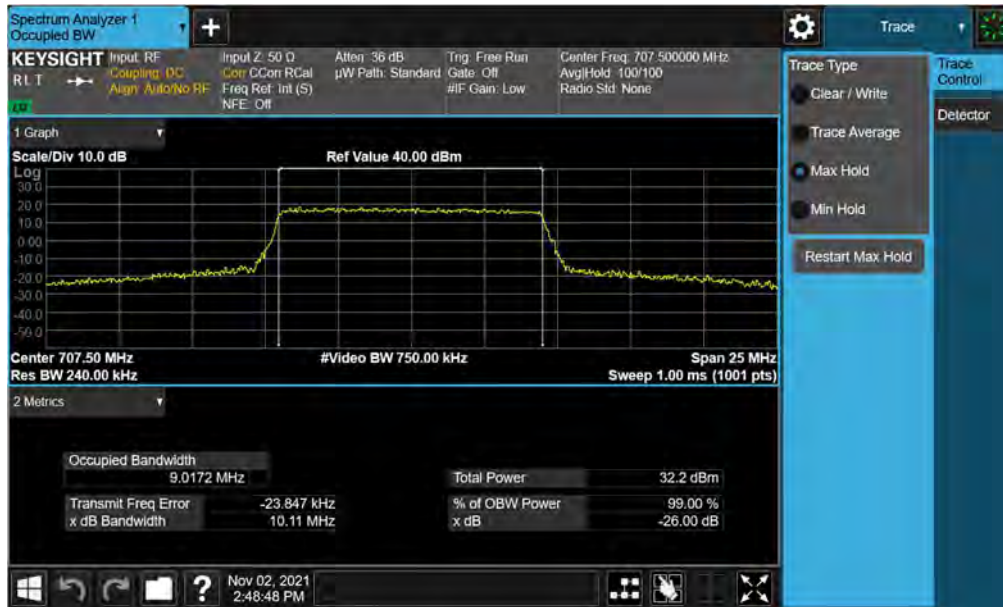 Spectrum Analyzer 1
Occupied BW
+
Trace
KEYSIGHT
RLT
Input: RF
Coupling: DC
Align: Auto/No RF
Input Z: 50 Ω
Corr CCorr RCal
Freq Ref: Int (S)
NFE: Off
Atten: 36 dB
µW Path: Standard
Trig: Free Run
Gate: Off
#IF Gain: Low
Center Freq: 707.500000 MHz
Avg|Hold: 100/100
Radio Std: None
1 Graph
Scale/Div 10.0 dB
Ref Value 40.00 dBm
Log
30.0
20.0
10.0
0.00
-10.0
-20.0
-30.0
-40.0
-50.0
Center 707.50 MHz
#Video BW 750.00 kHz
Span 25 MHz
Res BW 240.00 kHz
Sweep 1.00 ms (1001 pts)
2 Metrics
Occupied Bandwidth
9.0172 MHz
Total Power
32.2 dBm
Transmit Freq Error
-23.847 kHz
% of OBW Power
99.00 %
x dB Bandwidth
10.11 MHz
x dB
-26.00 dB
?
Nov 02, 2021
2:48:48 PM
Trace Type
Clear / Write
Trace Average
Max Hold
Min Hold
Restart Max Hold
Trace
Control
Detector